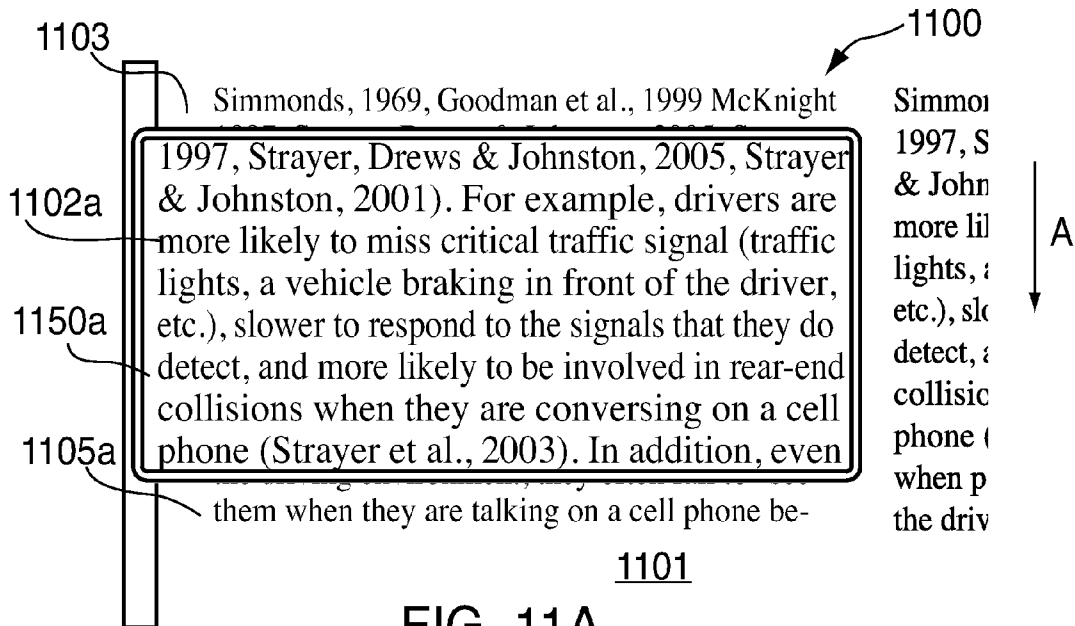 1103
1100
Simmonds, 1969, Goodman et al., 1999 McKnight
1997, Strayer, Drews & Johnston, 2005, Strayer
& Johnston, 2001). For example, drivers are
more likely to miss critical traffic signal (traffic
lights, a vehicle braking in front of the driver,
etc.), slower to respond to the signals that they do
detect, and more likely to be involved in rear-end
collisions when they are conversing on a cell
phone (Strayer et al., 2003). In addition, even
them when they are talking on a cell phone be-
1102a
1150a
1105a
Simmo
1997, S
& John
more lil
lights, a
etc.), slo
detect, a
collisic
phone (
when p
the driv
A
1101
FIG. 11A